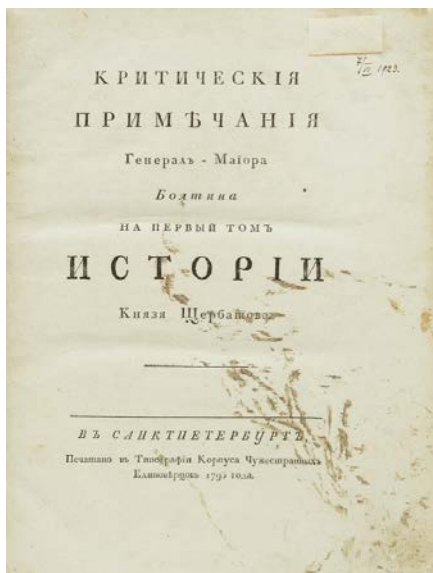 КРИТИЧЕСКІЯ
ПРИМѢЧАНІЯ
Генералъ - Маіора
Болтина
НА ПЕРВЫЙ ТОМЪ
ИСТОРІИ
Князя Щербатова.
ВЪ САНКТПЕТЕРБУРГѢ,
Печатано въ Типографіи Корпуса Чужестранныхъ
Единовѣрцовъ 1793 года.